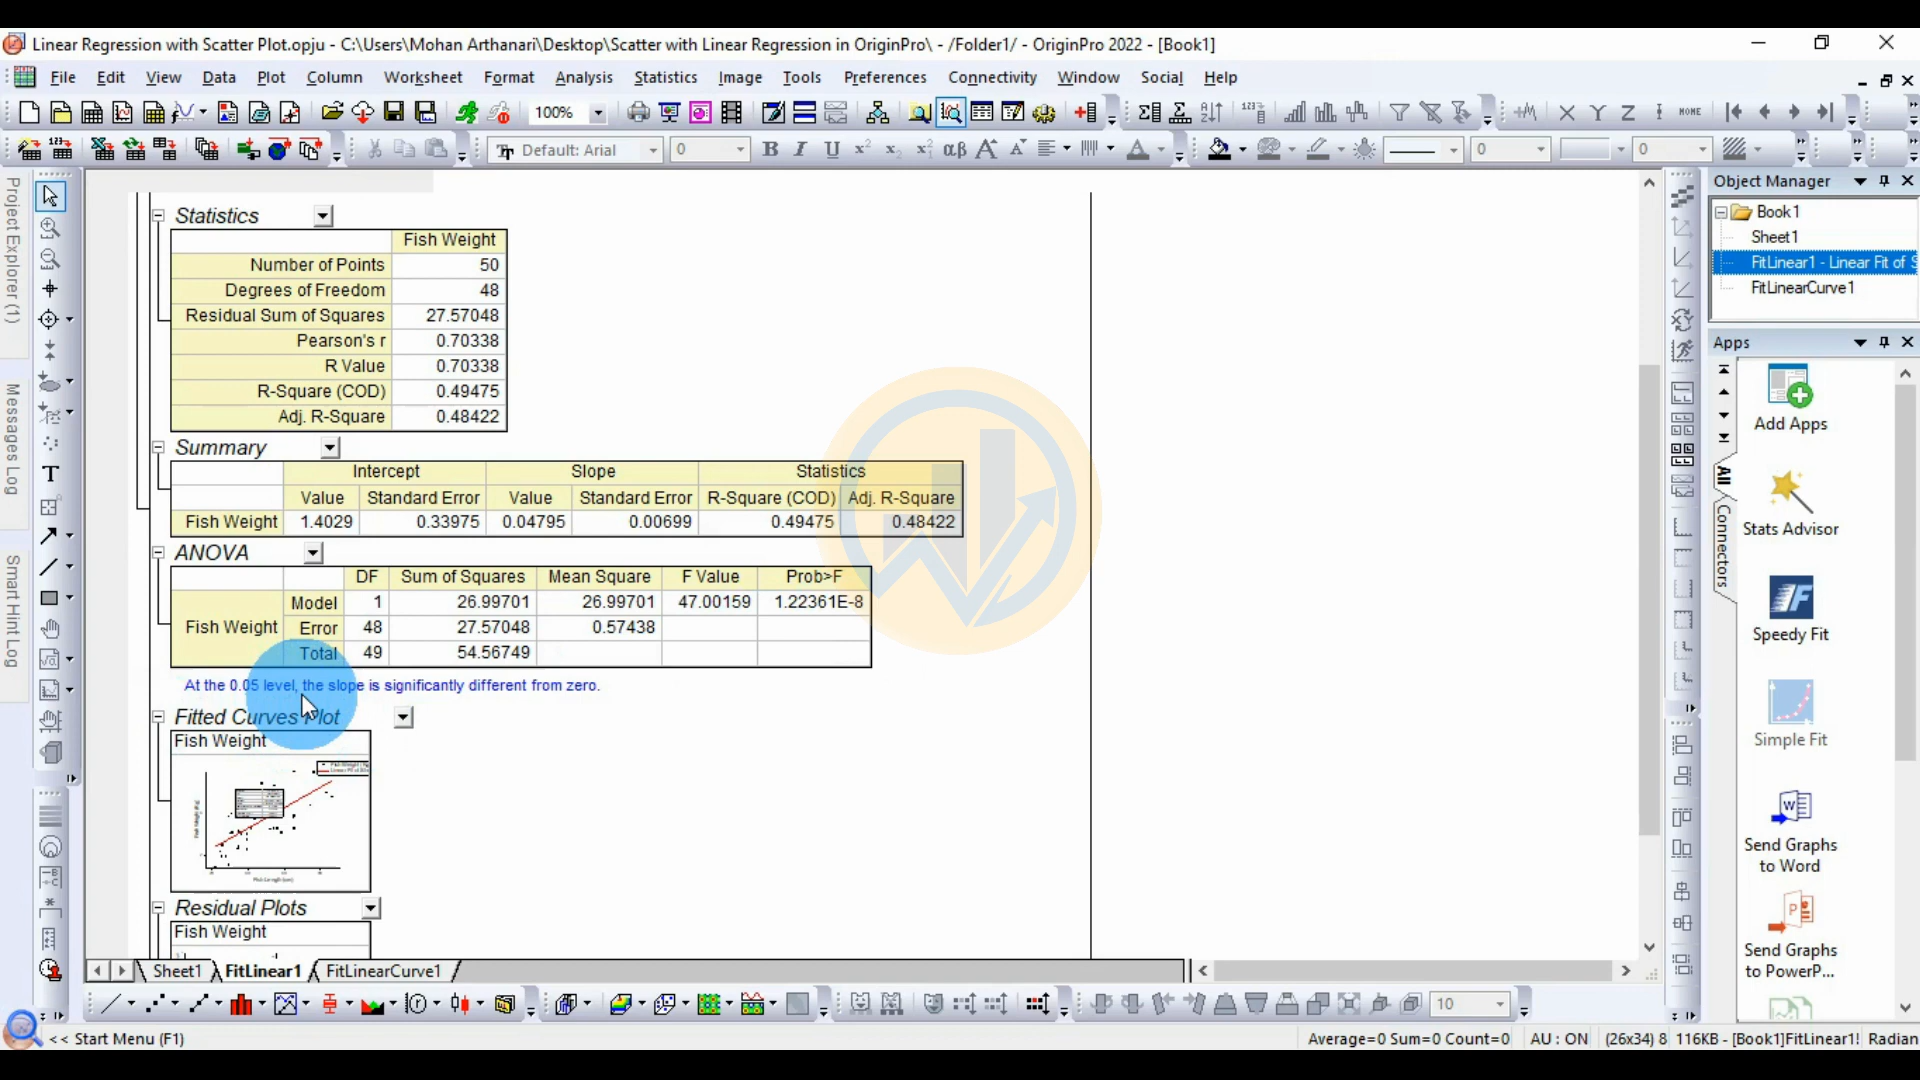 Linear Regression with Scatter Plot.opju - C:\Users\Mohan Arthanari\Desktop\Scatter with Linear Regression in OriginPro\ - /Folder1/ - OriginPro 2022 - [Book1]
File Edit View Data Plot Column Worksheet Format Analysis Statistics Image Tools Preferences Connectivity Window Social Help
100%
HOME
Default: Arial 0 B I U αβ A 0 0
Project Explorer (1)
Messages Log
Smart Hint Log
Statistics
Fish Weight
Number of Points 50
Degrees of Freedom 48
Residual Sum of Squares 27.57048
Pearson's r 0.70338
R Value 0.70338
R-Square (COD) 0.49475
Adj. R-Square 0.48422
Summary
Intercept Slope Statistics
Value Standard Error Value Standard Error R-Square (COD) Adj. R-Square
Fish Weight 1.4029 0.33975 0.04795 0.00699 0.49475 0.48422
ANOVA
DF Sum of Squares Mean Square F Value Prob>F
Model 1 26.99701 26.99701 47.00159 1.22361E-8
Fish Weight Error 48 27.57048 0.57438
Total 49 54.56749
At the 0.05 level, the slope is significantly different from zero.
Fitted Curves Plot
Fish Weight
Residual Plots
Fish Weight
Sheet1 FitLinear1 FitLinearCurve1
Object Manager
Book1
Sheet1
FitLinear1 - Linear Fit of S
FitLinearCurve1
Apps
All
Connectors
Add Apps
Stats Advisor
Speedy Fit
Simple Fit
Send Graphs
to Word
Send Graphs
to PowerP...
10
<< Start Menu (F1)
Average=0 Sum=0 Count=0 AU : ON (26x34) 8 116KB - [Book1]FitLinear1! Radian